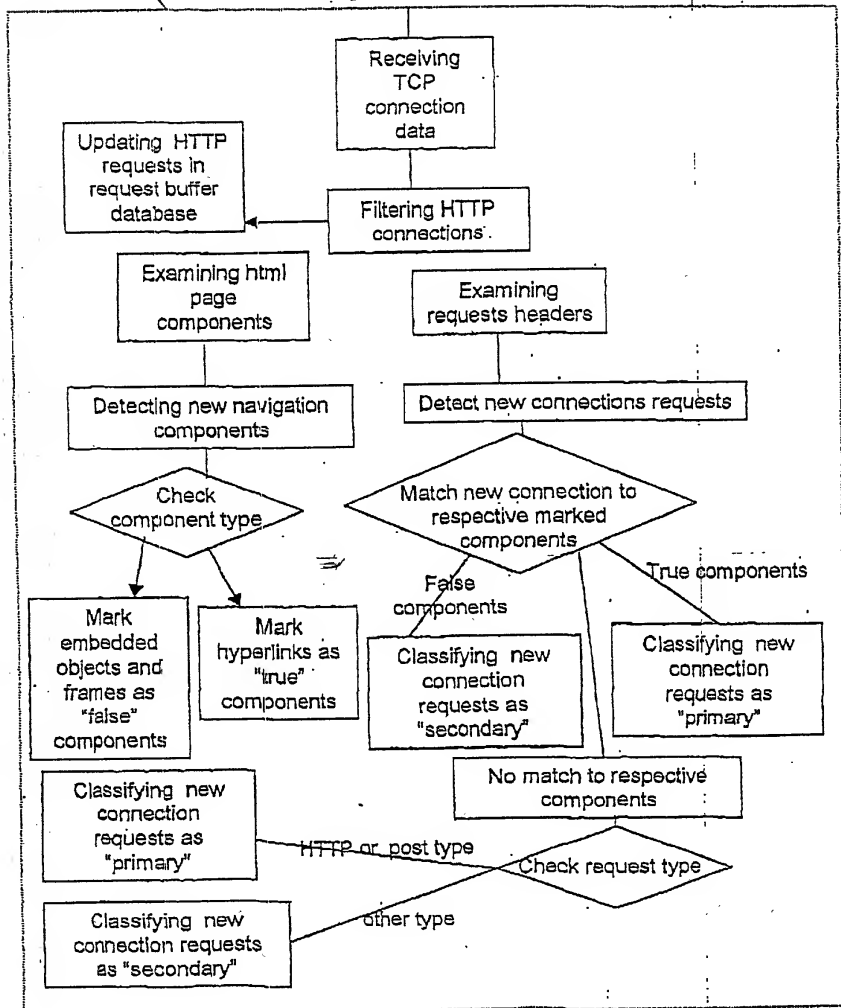 Receiving
TCP
connection
data
Updating HTTP
requests in
request buffer
database
Filtering HTTP
connections.
Examining html
page
components
Examining
requests headers
Detecting new navigation
components
Detect new connections requests
Check
component type
Match new connection to
respective marked
components
False
components
True components
Mark
embedded
objects and
frames as
"false"
components
Mark
hyperlinks as
"true"
components
Classifying new
connection
requests as
"secondary"
Classifying new
connection
requests as
"primary"
No match to respective
components
Classifying new
connection
requests as
"primary"
HTTP or post type
Check request type
other type
Classifying new
connection requests
as "secondary"